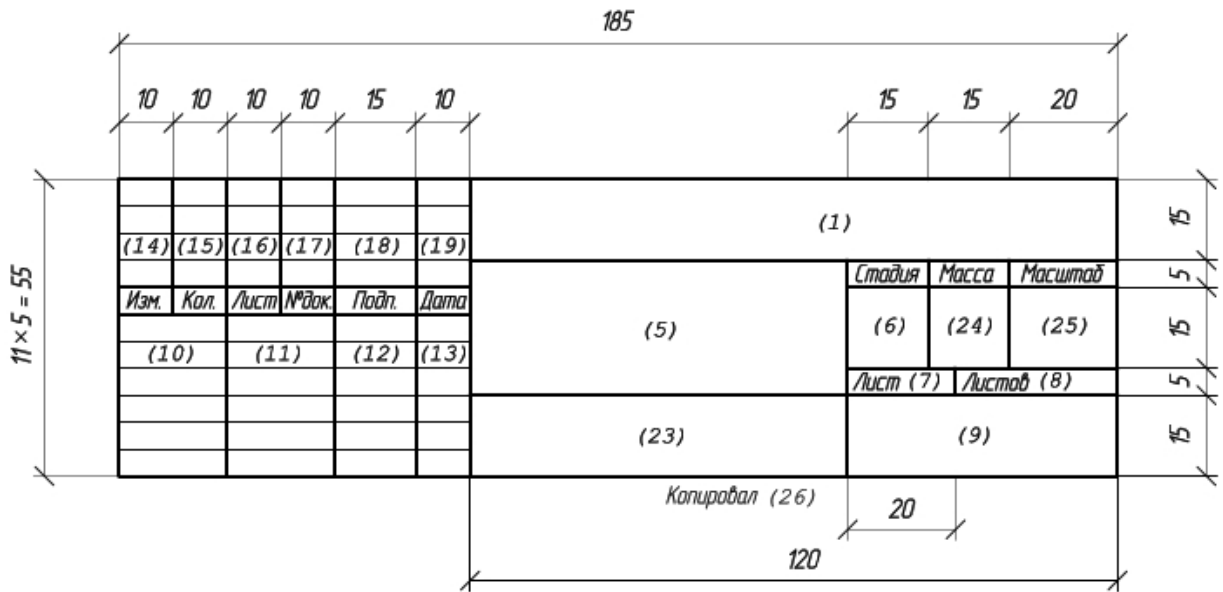 185
10 10 10 10 15 10 15 15 20
(1)
15
(14) (15) (16) (17) (18) (19)
Стадия Масса Масштаб
5
Изм. Кол. Лист №док. Подп. Дата
11 × 5 = 55
(5)
(6) (24) (25)
15
(10) (11) (12) (13)
Лист (7) Листов (8)
5
(23) (9)
15
Копировал (26)
20
120